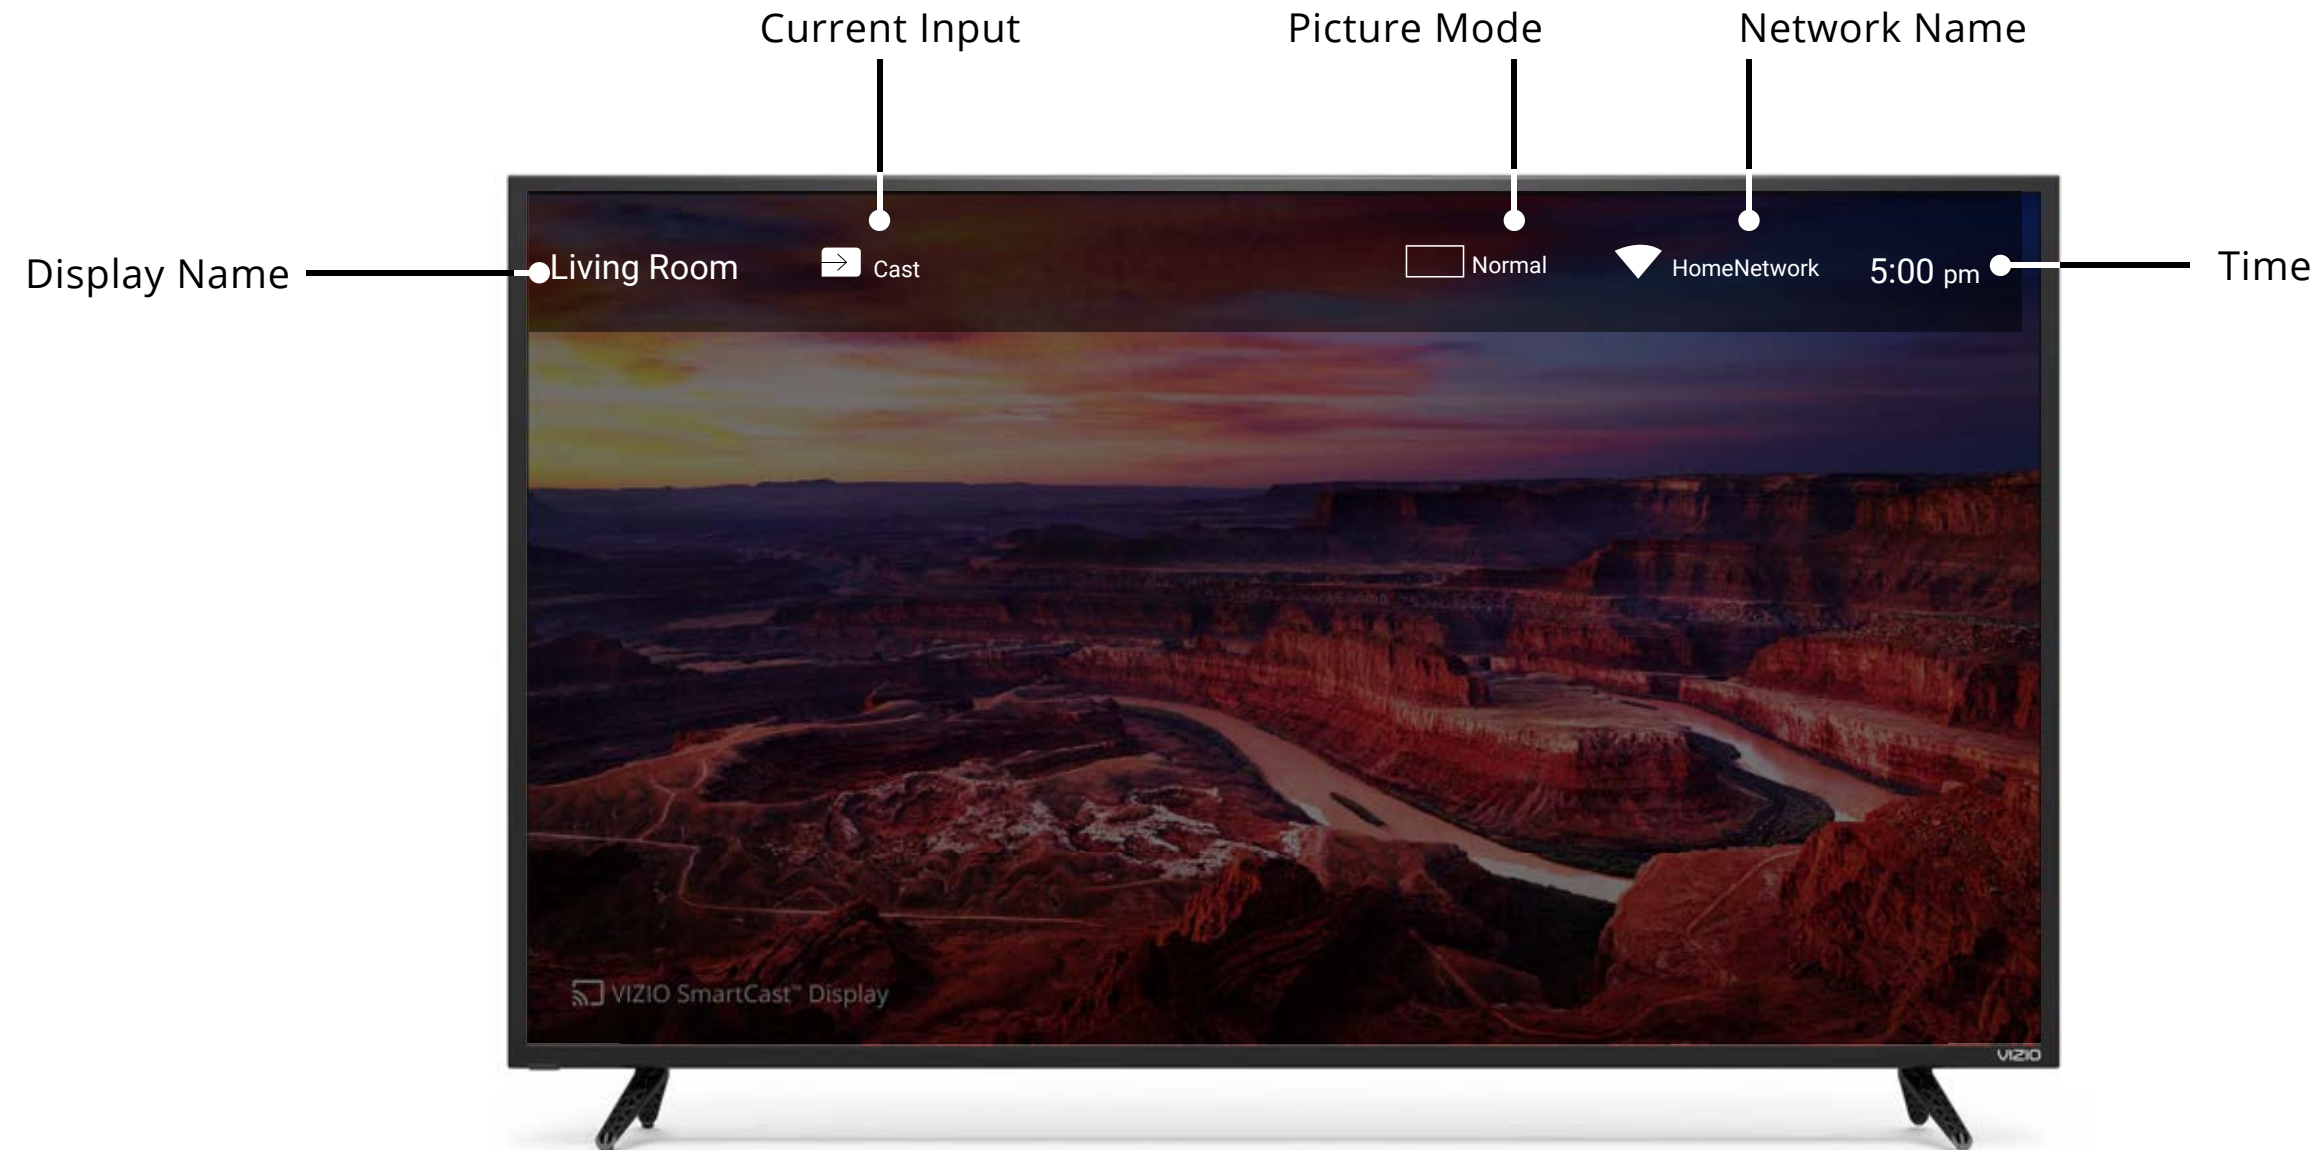 Current Input
Picture Mode
Network Name
Display Name
Living Room
Cast
Normal
HomeNetwork
5:00 pm
Time
VIZIO SmartCast™ Display
VIZIO